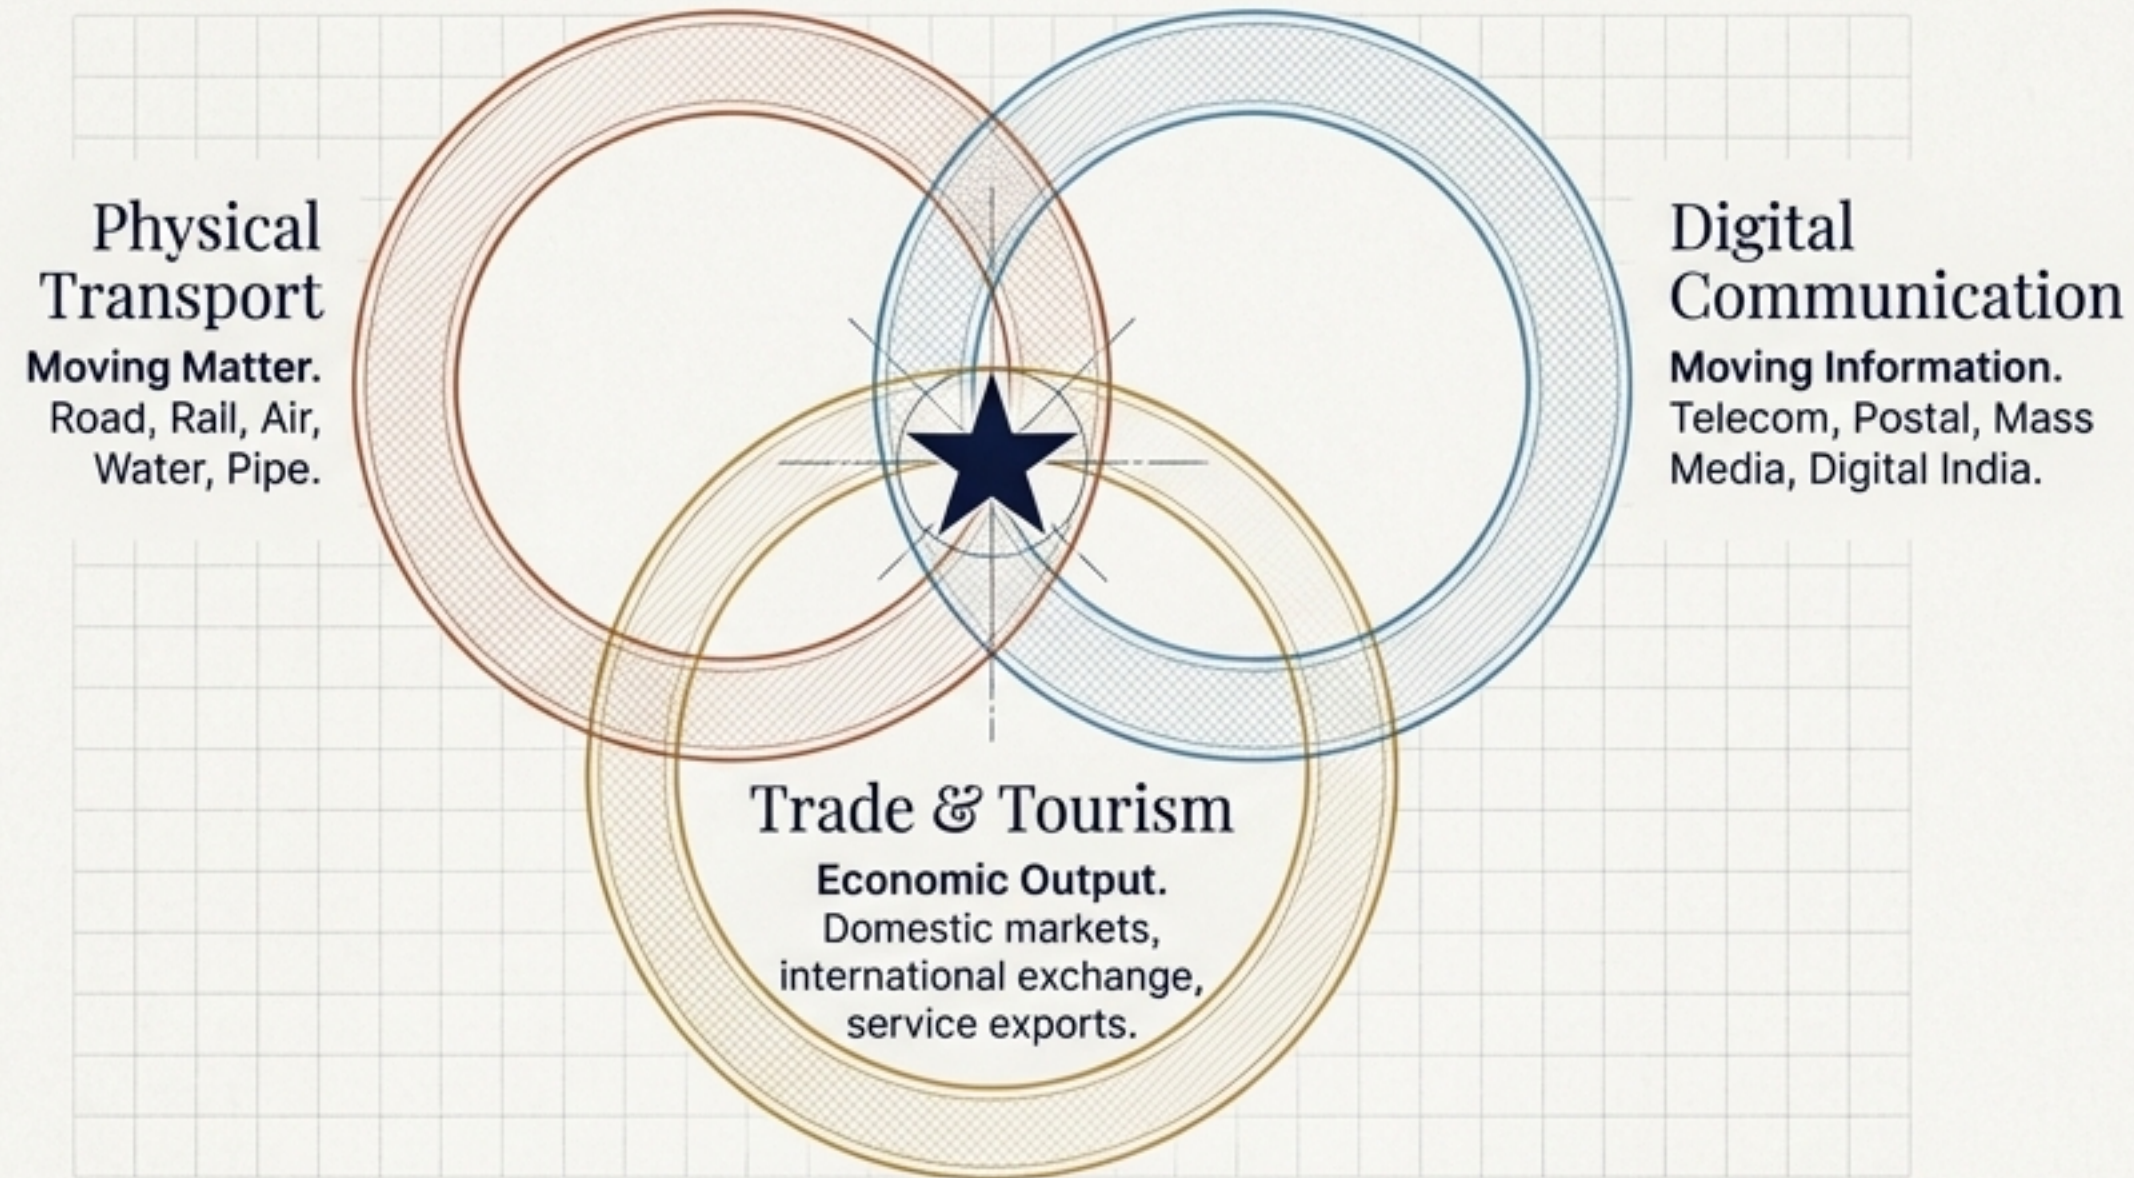 Physical
Transport
Moving Matter.
Road, Rail, Air,
Water, Pipe.
Digital
Communication
Moving Information.
Telecom, Postal, Mass
Media, Digital India.
Trade & Tourism
Economic Output.
Domestic markets,
international exchange,
service exports.